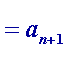 = a_{n+1}